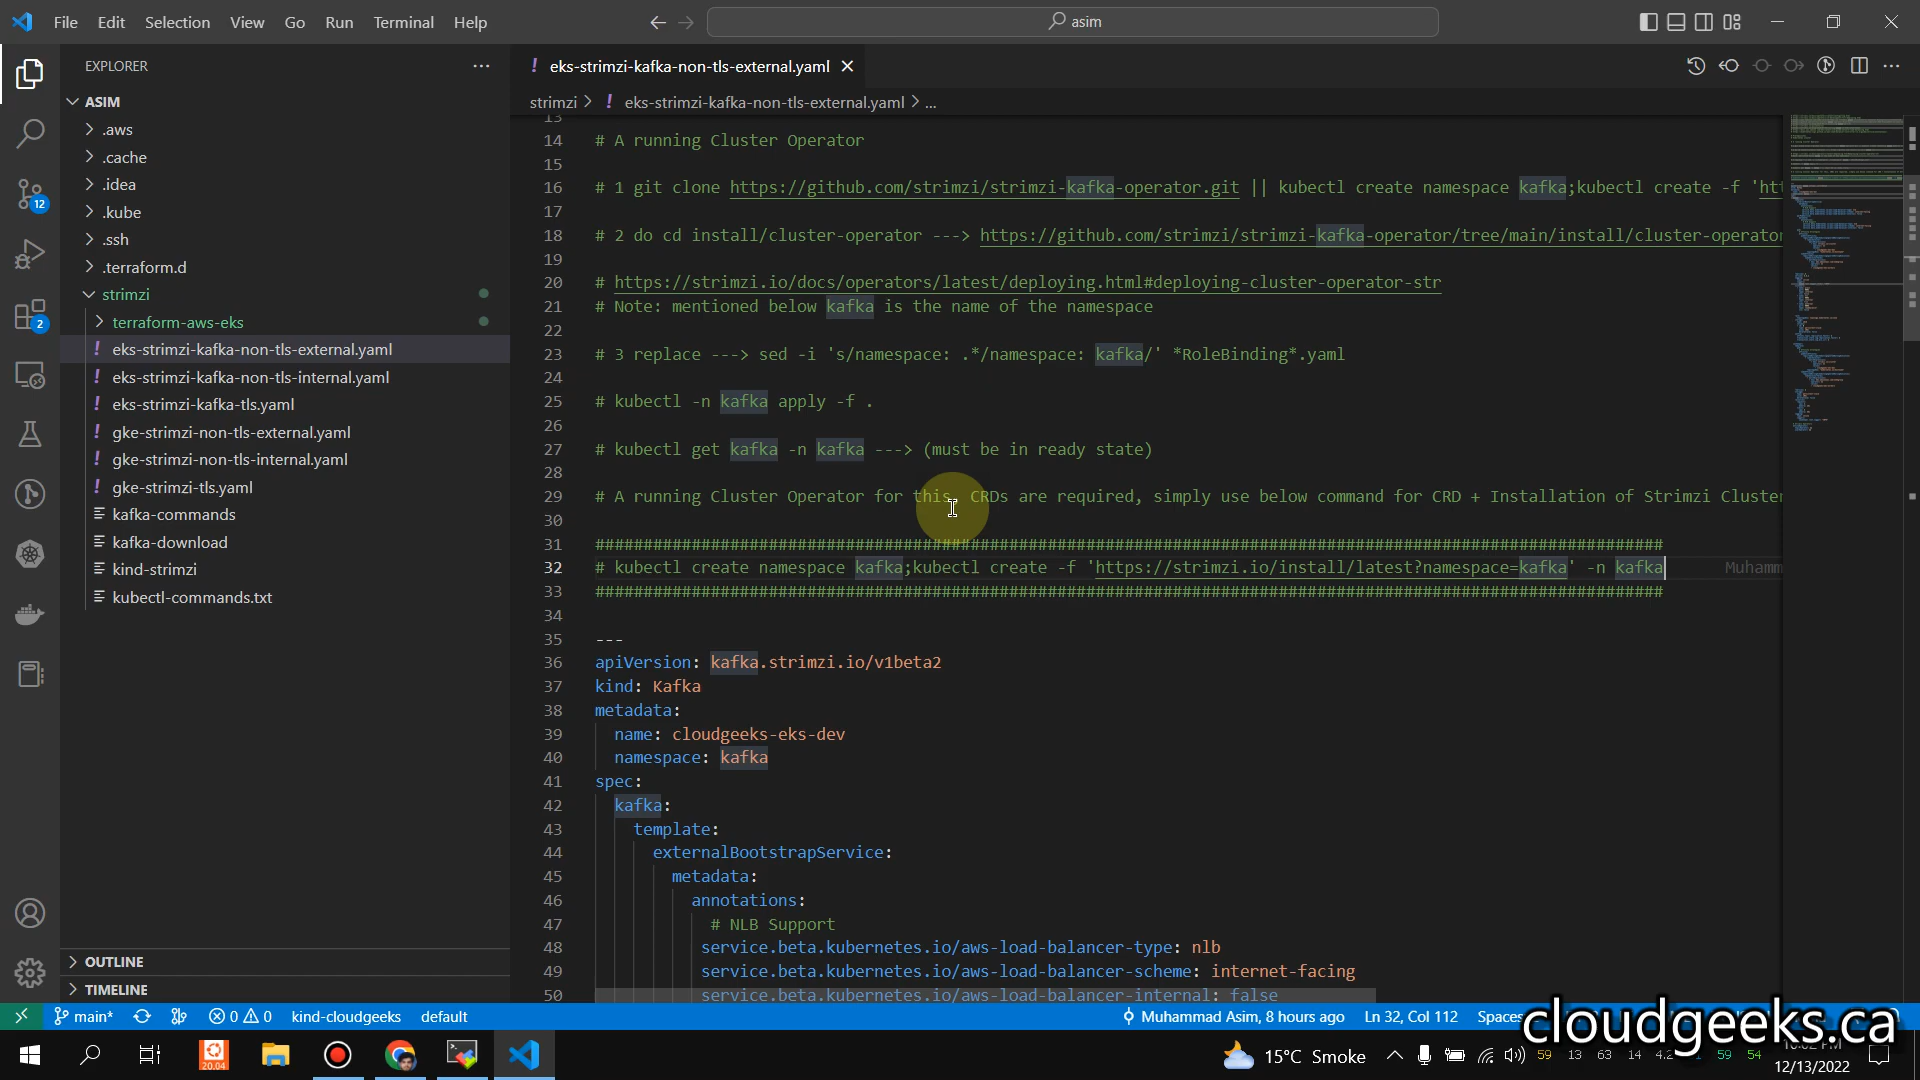 File Edit Selection View Go Run Terminal Help
asim
EXPLORER
ASIM
.aws
.cache
.idea
.kube
.ssh
.terraform.d
strimzi
terraform-aws-eks
! eks-strimzi-kafka-non-tls-external.yaml
! eks-strimzi-kafka-non-tls-internal.yaml
! eks-strimzi-kafka-tls.yaml
! gke-strimzi-non-tls-external.yaml
! gke-strimzi-non-tls-internal.yaml
! gke-strimzi-tls.yaml
kafka-commands
kafka-download
kind-strimzi
kubectl-commands.txt
OUTLINE
TIMELINE
12
2
! eks-strimzi-kafka-non-tls-external.yaml
strimzi > ! eks-strimzi-kafka-non-tls-external.yaml > ...
13
14 # A running Cluster Operator
15
16 # 1 git clone https://github.com/strimzi/strimzi-kafka-operator.git || kubectl create namespace kafka;kubectl create -f 'htt
17
18 # 2 do cd install/cluster-operator ---> https://github.com/strimzi/strimzi-kafka-operator/tree/main/install/cluster-operator
19
20 # https://strimzi.io/docs/operators/latest/deploying.html#deploying-cluster-operator-str
21 # Note: mentioned below kafka is the name of the namespace
22
23 # 3 replace ---> sed -i 's/namespace: .*/namespace: kafka/' *RoleBinding*.yaml
24
25 # kubectl -n kafka apply -f .
26
27 # kubectl get kafka -n kafka ---> (must be in ready state)
28
29 # A running Cluster Operator for this, CRDs are required, simply use below command for CRD + Installation of Strimzi Cluster
30
31 ###############################################################################################################
32 # kubectl create namespace kafka;kubectl create -f 'https://strimzi.io/install/latest?namespace=kafka' -n kafka Muhamm
33 ###############################################################################################################
34
35 ---
36 apiVersion: kafka.strimzi.io/v1beta2
37 kind: Kafka
38 metadata:
39 name: cloudgeeks-eks-dev
40 namespace: kafka
41 spec:
42 kafka:
43 template:
44 externalBootstrapService:
45 metadata:
46 annotations:
47 # NLB Support
48 service.beta.kubernetes.io/aws-load-balancer-type: nlb
49 service.beta.kubernetes.io/aws-load-balancer-scheme: internet-facing
50 service.beta.kubernetes.io/aws-load-balancer-internal: false
main* 0 0 kind-cloudgeeks default
Muhammad Asim, 8 hours ago Ln 32, Col 112 Spaces
cloudgeeks.ca
20.04
15°C Smoke
59 13 63 14 4.2 59 54
12/13/2022